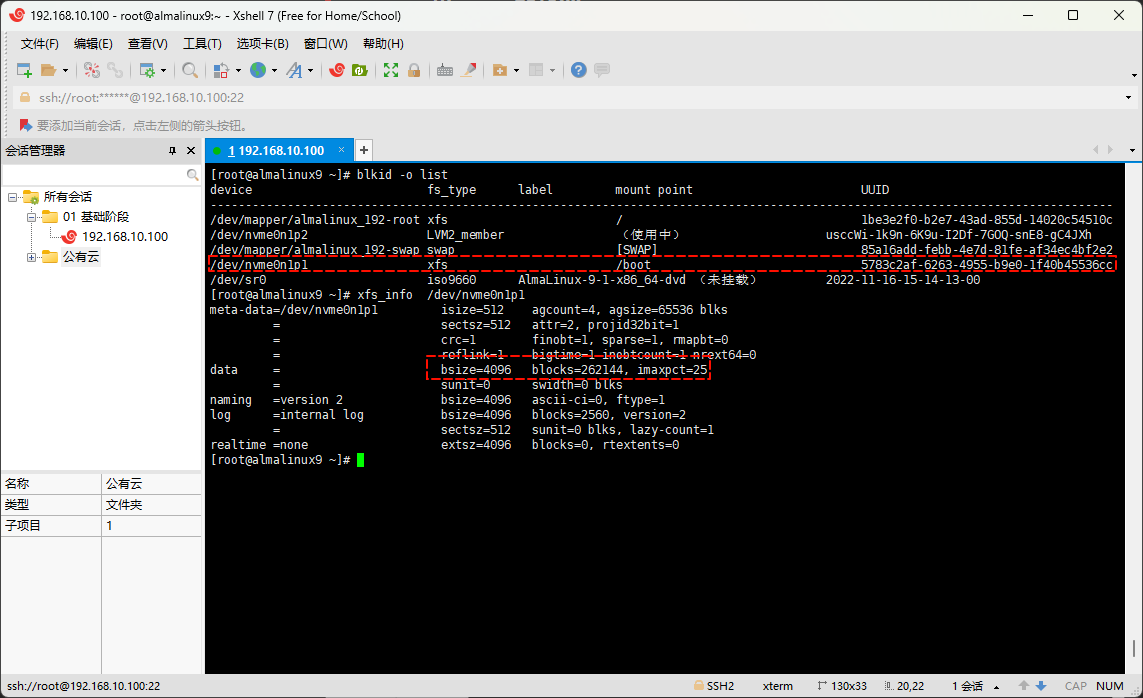 192.168.10.100 - root@almalinux9:~ - Xshell 7 (Free for Home/School)
文件(F) 编辑(E) 查看(V) 工具(T) 选项卡(B) 窗口(W) 帮助(H)
ssh://root:******@192.168.10.100:22
要添加当前会话，点击左侧的箭头按钮。
会话管理器
所有会话
01 基础阶段
192.168.10.100
公有云
名称 公有云
类型 文件夹
子项目 1
1 192.168.10.100 × +
[root@almalinux9 ~]# blkid -o list
device fs_type label mount point UUID
-----------------------------------------------------------------------------------------------------------------------------
/dev/mapper/almalinux_192-root xfs / 1be3e2f0-b2e7-43ad-855d-14020c54510c
/dev/nvme0n1p2 LVM2_member （使用中） usccWi-1k9n-6K9u-I2Df-7GOQ-snE8-gC4JXh
/dev/mapper/almalinux_192-swap swap [SWAP] 85a16add-febb-4e7d-81fe-af34ec4bf2e2
/dev/nvme0n1p1 xfs /boot 5783c2af-6263-4955-b9e0-1f40b45536cc
/dev/sr0 iso9660 AlmaLinux-9-1-x86_64-dvd （未挂载） 2022-11-16-15-14-13-00
[root@almalinux9 ~]# xfs_info /dev/nvme0n1p1
meta-data=/dev/nvme0n1p1 isize=512 agcount=4, agsize=65536 blks
= sectsz=512 attr=2, projid32bit=1
= crc=1 finobt=1, sparse=1, rmapbt=0
= reflink=1 bigtime=1 inobtcount=1 nrext64=0
data = bsize=4096 blocks=262144, imaxpct=25
= sunit=0 swidth=0 blks
naming =version 2 bsize=4096 ascii-ci=0, ftype=1
log =internal log bsize=4096 blocks=2560, version=2
= sectsz=512 sunit=0 blks, lazy-count=1
realtime =none extsz=4096 blocks=0, rtextents=0
[root@almalinux9 ~]#
ssh://root@192.168.10.100:22 SSH2 xterm 130x33 20,22 1 会话 CAP NUM